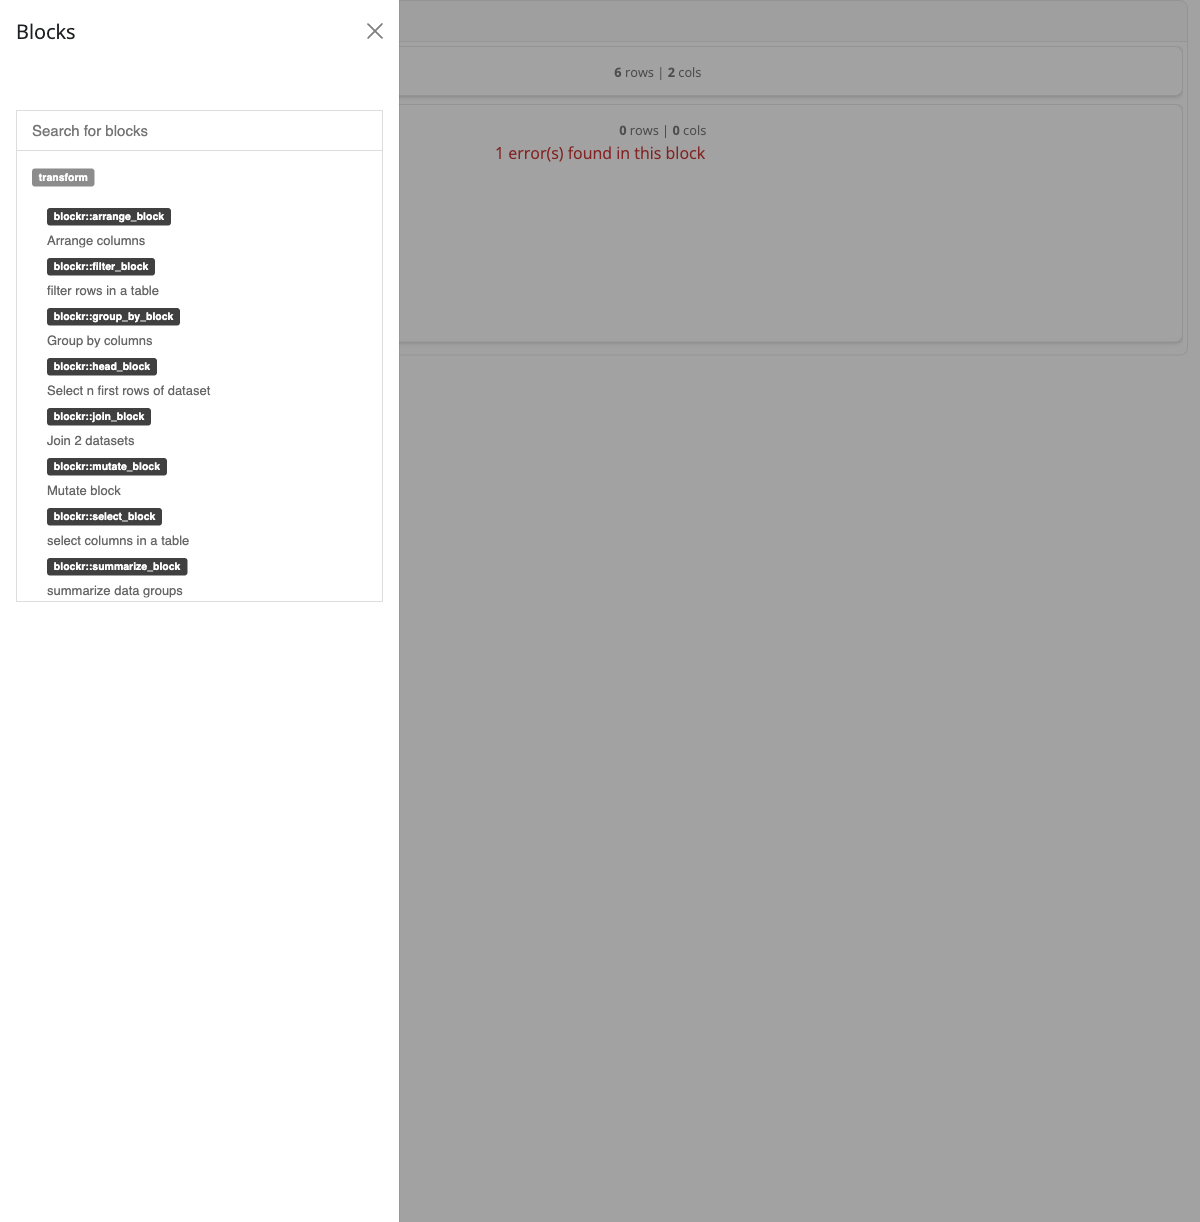 Blocks
Search for blocks
transform
blockr::arrange_block
Arrange columns
blockr::filter_block
filter rows in a table
blockr::group_by_block
Group by columns
blockr::head_block
Select n first rows of dataset
blockr::join_block
Join 2 datasets
blockr::mutate_block
Mutate block
blockr::select_block
select columns in a table
blockr::summarize_block
summarize data groups
6 rows | 2 cols
0 rows | 0 cols
1 error(s) found in this block